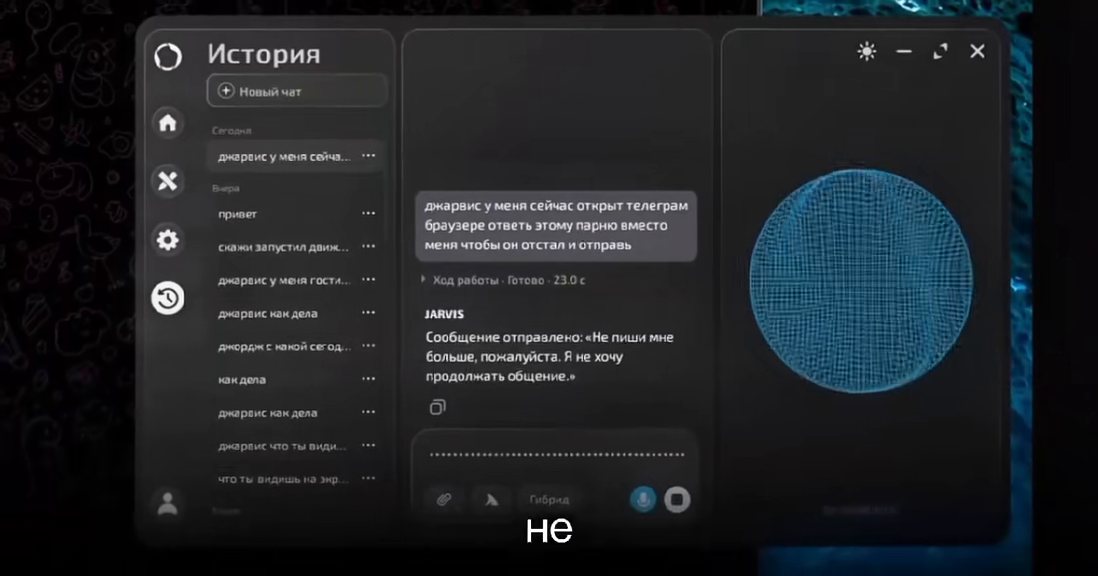 История
Новый чат
Сегодня
джарвис у меня сейча...
Вчера
привет
скажи запустил движ...
джарвис у меня гости...
джарвис как дела
джордж с какой сегод...
как дела
джарвис как дела
джарвис что ты види...
что ты видишь на экр...
джарвис у меня сейчас открыт телеграм
браузере ответь этому парню вместо
меня чтобы он отстал и отправь
Ход работы · Готово · 23.0 с
JARVIS
Сообщение отправлено: «Не пиши мне
больше, пожалуйста. Я не хочу
продолжать общение.»
Гибрид
не